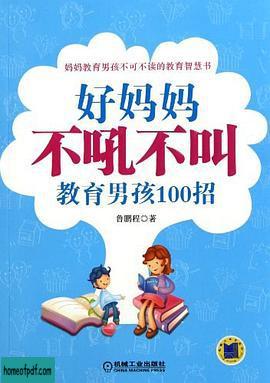 妈妈教育男孩不可不读的教育智慧书
好妈妈
不吼不叫
教育男孩100招
鲁鹏程◎著
机械工业出版社
CHINA MACHINE PRESS
homeofpdf.com